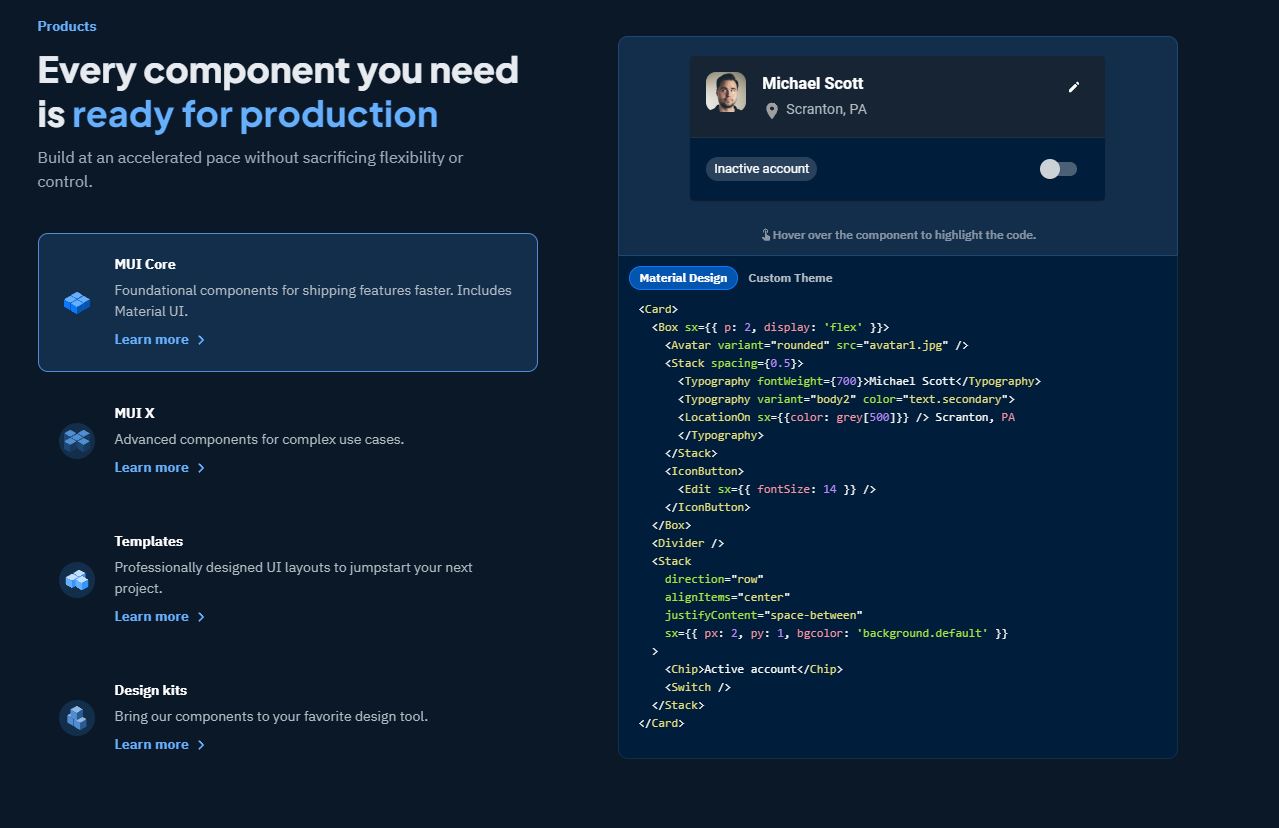 Products
Every component you need
is ready for production
Build at an accelerated pace without sacrificing flexibility or
control.
MUI Core
Foundational components for shipping features faster. Includes
Material UI.
Learn more
MUI X
Advanced components for complex use cases.
Learn more
Templates
Professionally designed UI layouts to jumpstart your next
project.
Learn more
Design kits
Bring our components to your favorite design tool.
Learn more
Michael Scott
Scranton, PA
Inactive account
Hover over the component to highlight the code.
Material Design Custom Theme
<Card>
<Box sx={{ p: 2, display: 'flex' }}>
<Avatar variant="rounded" src="avatar1.jpg" />
<Stack spacing={0.5}>
<Typography fontWeight={700}>Michael Scott</Typography>
<Typography variant="body2" color="text.secondary">
<LocationOn sx={{color: grey[500]}} /> Scranton, PA
</Typography>
</Stack>
<IconButton>
<Edit sx={{ fontSize: 14 }} />
</IconButton>
</Box>
<Divider />
<Stack
direction="row"
alignItems="center"
justifyContent="space-between"
sx={{ px: 2, py: 1, bgcolor: 'background.default' }}
>
<Chip>Active account</Chip>
<Switch />
</Stack>
</Card>